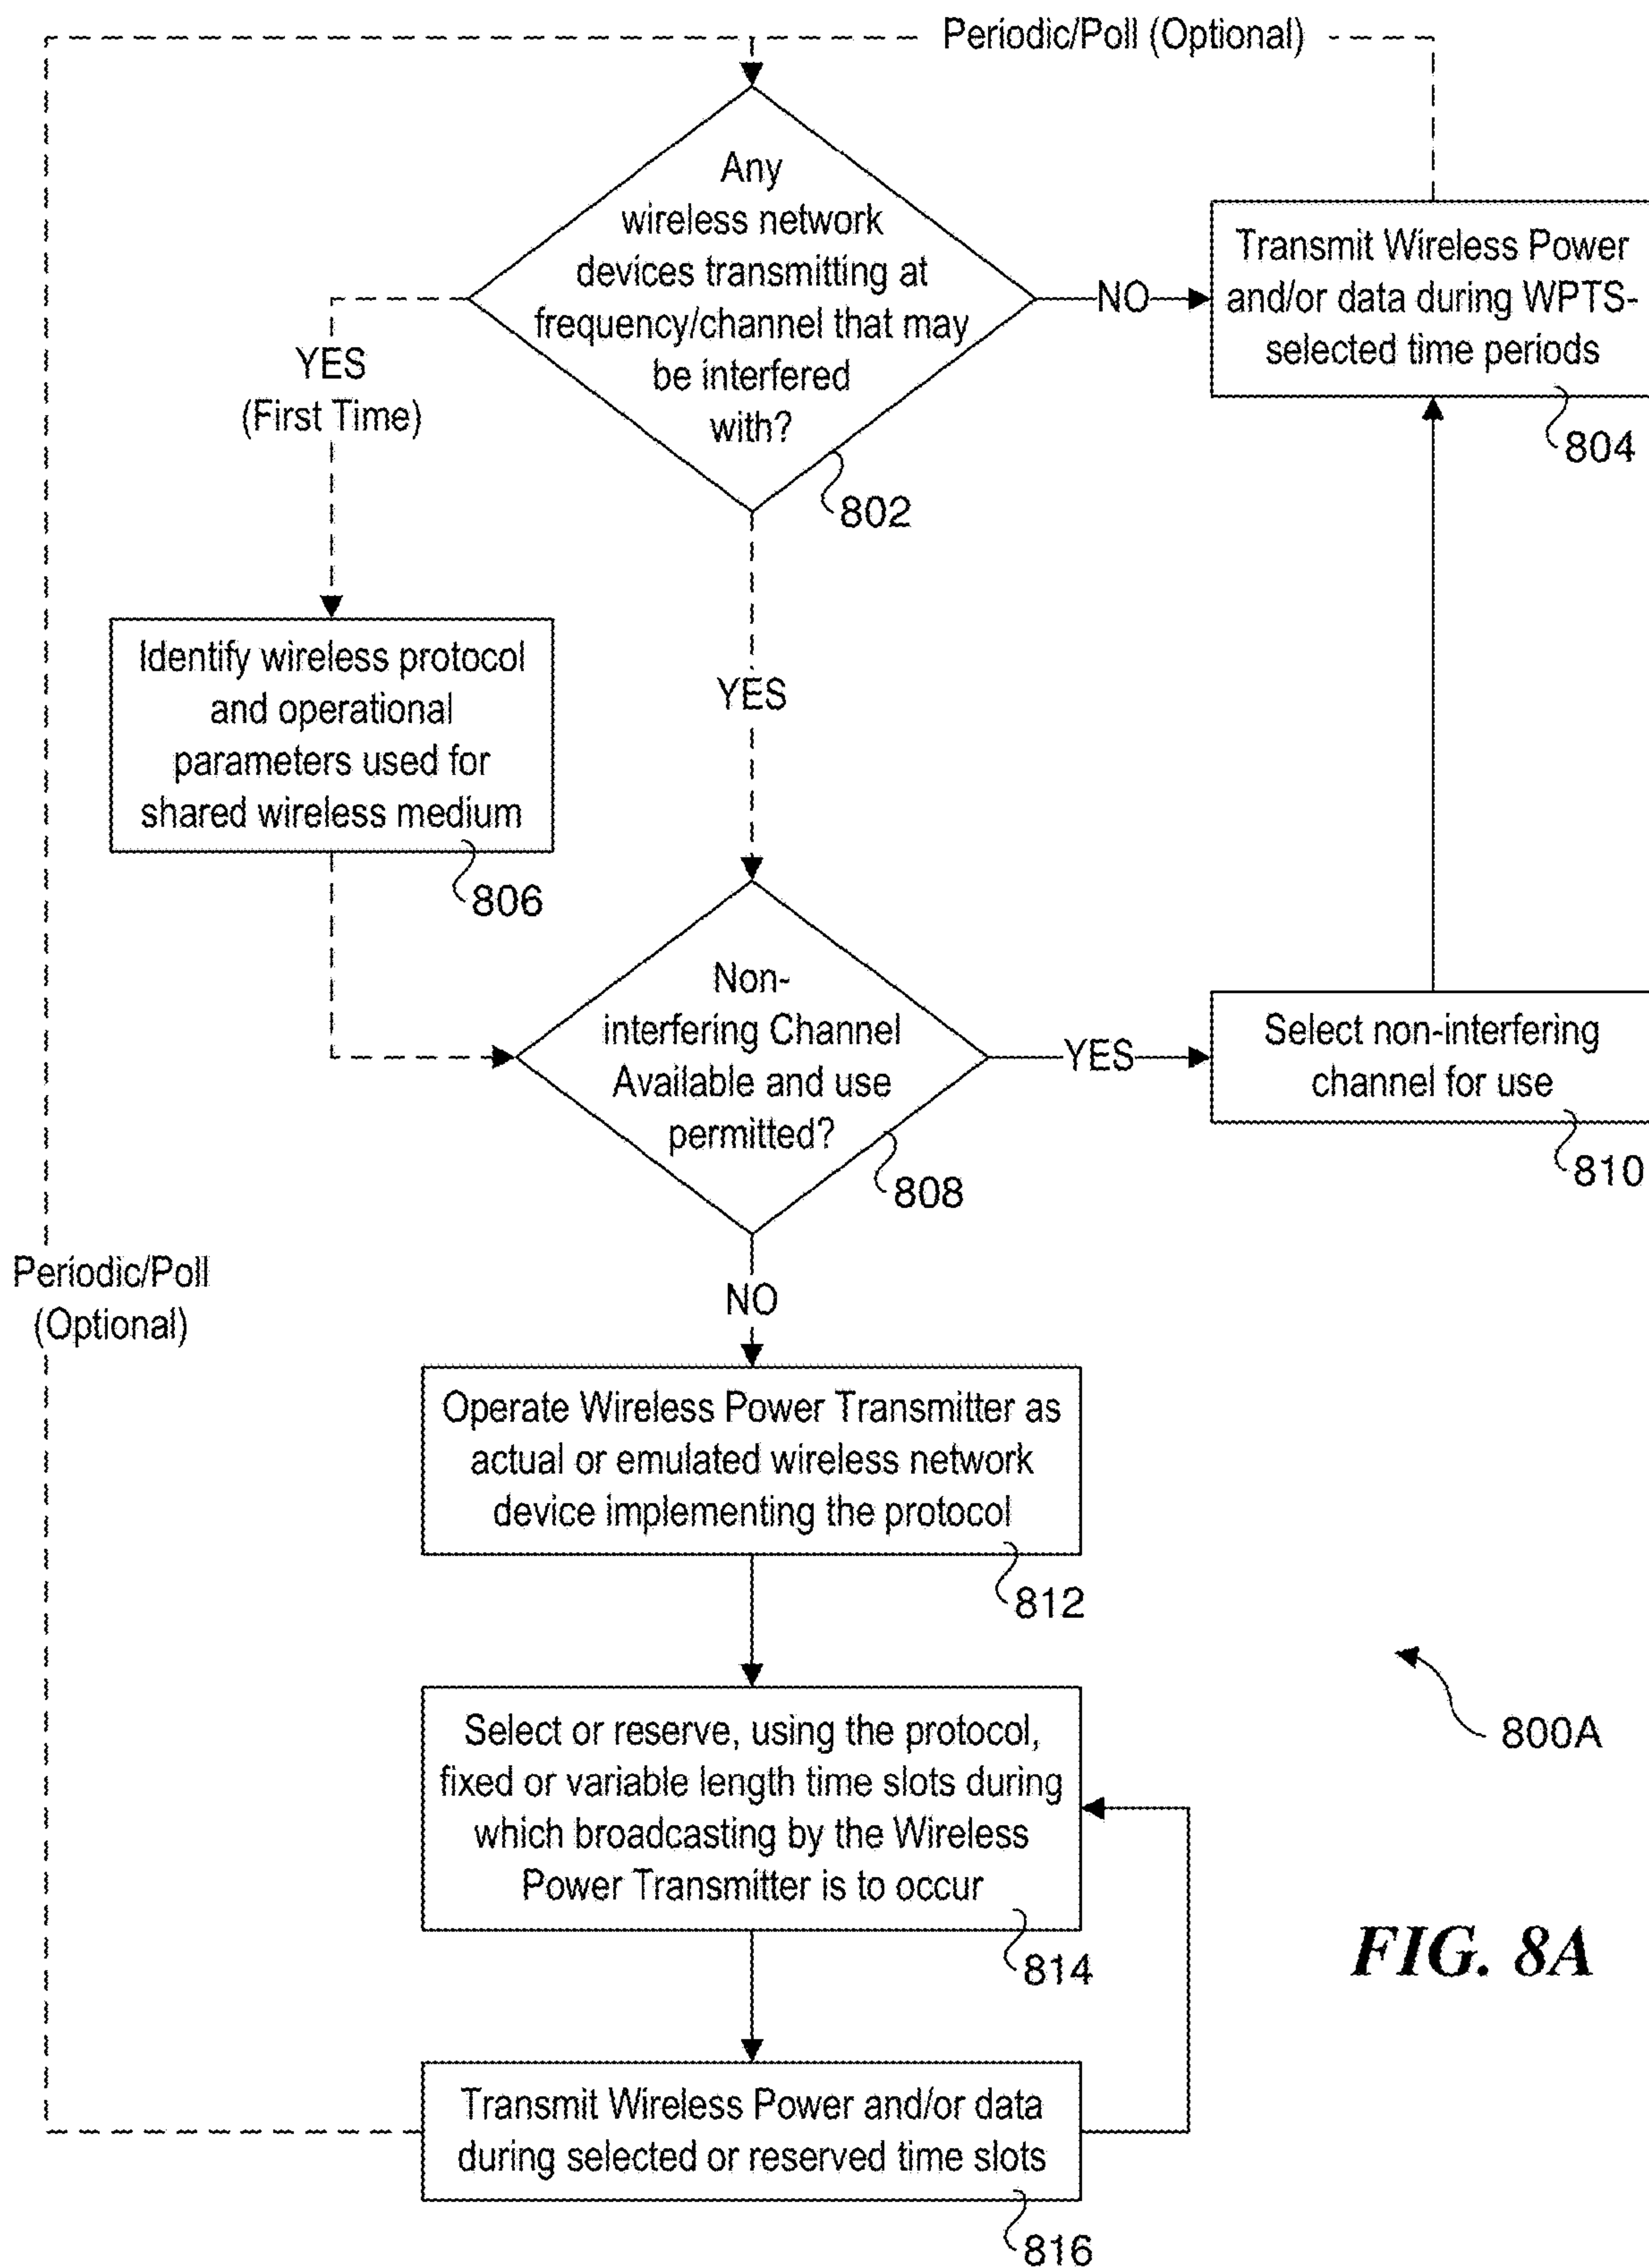 Periodic/Poll (Optional)
Any
wireless network
devices transmitting at
frequency/channel that may
be interfered
with?
802
NO
Transmit Wireless Power
and/or data during WPTS-
selected time periods
804
YES
(First Time)
Identify wireless protocol
and operational
parameters used for
shared wireless medium
806
YES
Non-
interfering Channel
Available and use
permitted?
808
YES
Select non-interfering
channel for use
810
Periodic/Poll
(Optional)
NO
Operate Wireless Power Transmitter as
actual or emulated wireless network
device implementing the protocol
812
Select or reserve, using the protocol,
fixed or variable length time slots during
which broadcasting by the Wireless
Power Transmitter is to occur
814
800A
FIG. 8A
Transmit Wireless Power and/or data
during selected or reserved time slots
816